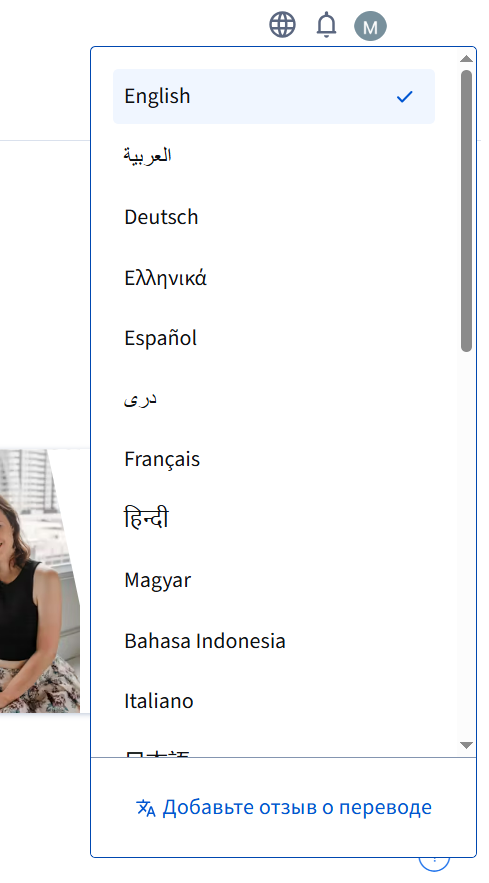 M
English
العربية
Deutsch
Ελληνικά
Español
دری
Français
हिन्दी
Magyar
Bahasa Indonesia
Italiano
Добавьте отзыв о переводе